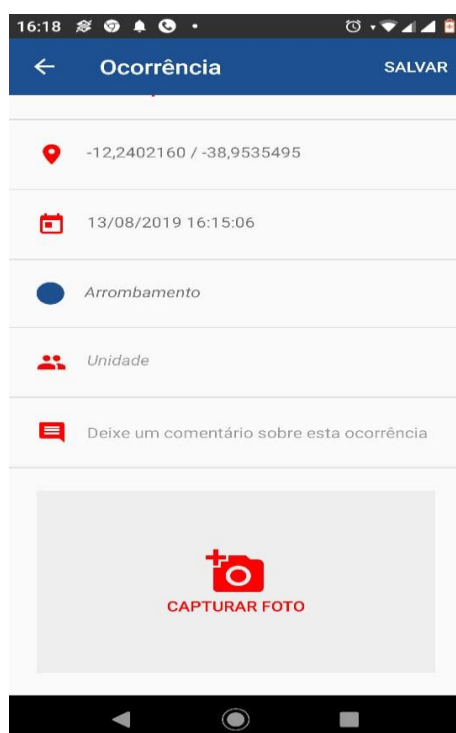 16:18
Ocorrência SALVAR
-12,2402160 / -38,9535495
13/08/2019 16:15:06
Arrombamento
Unidade
Deixe um comentário sobre esta ocorrência
CAPTURAR FOTO